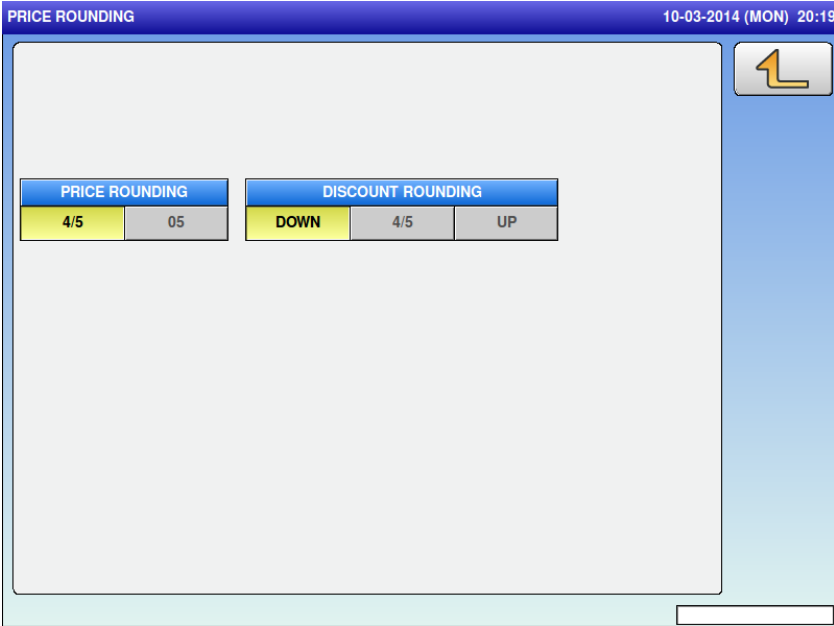 PRICE ROUNDING 10-03-2014 (MON) 20:19
PRICE ROUNDING DISCOUNT ROUNDING
4/5 05 DOWN 4/5 UP